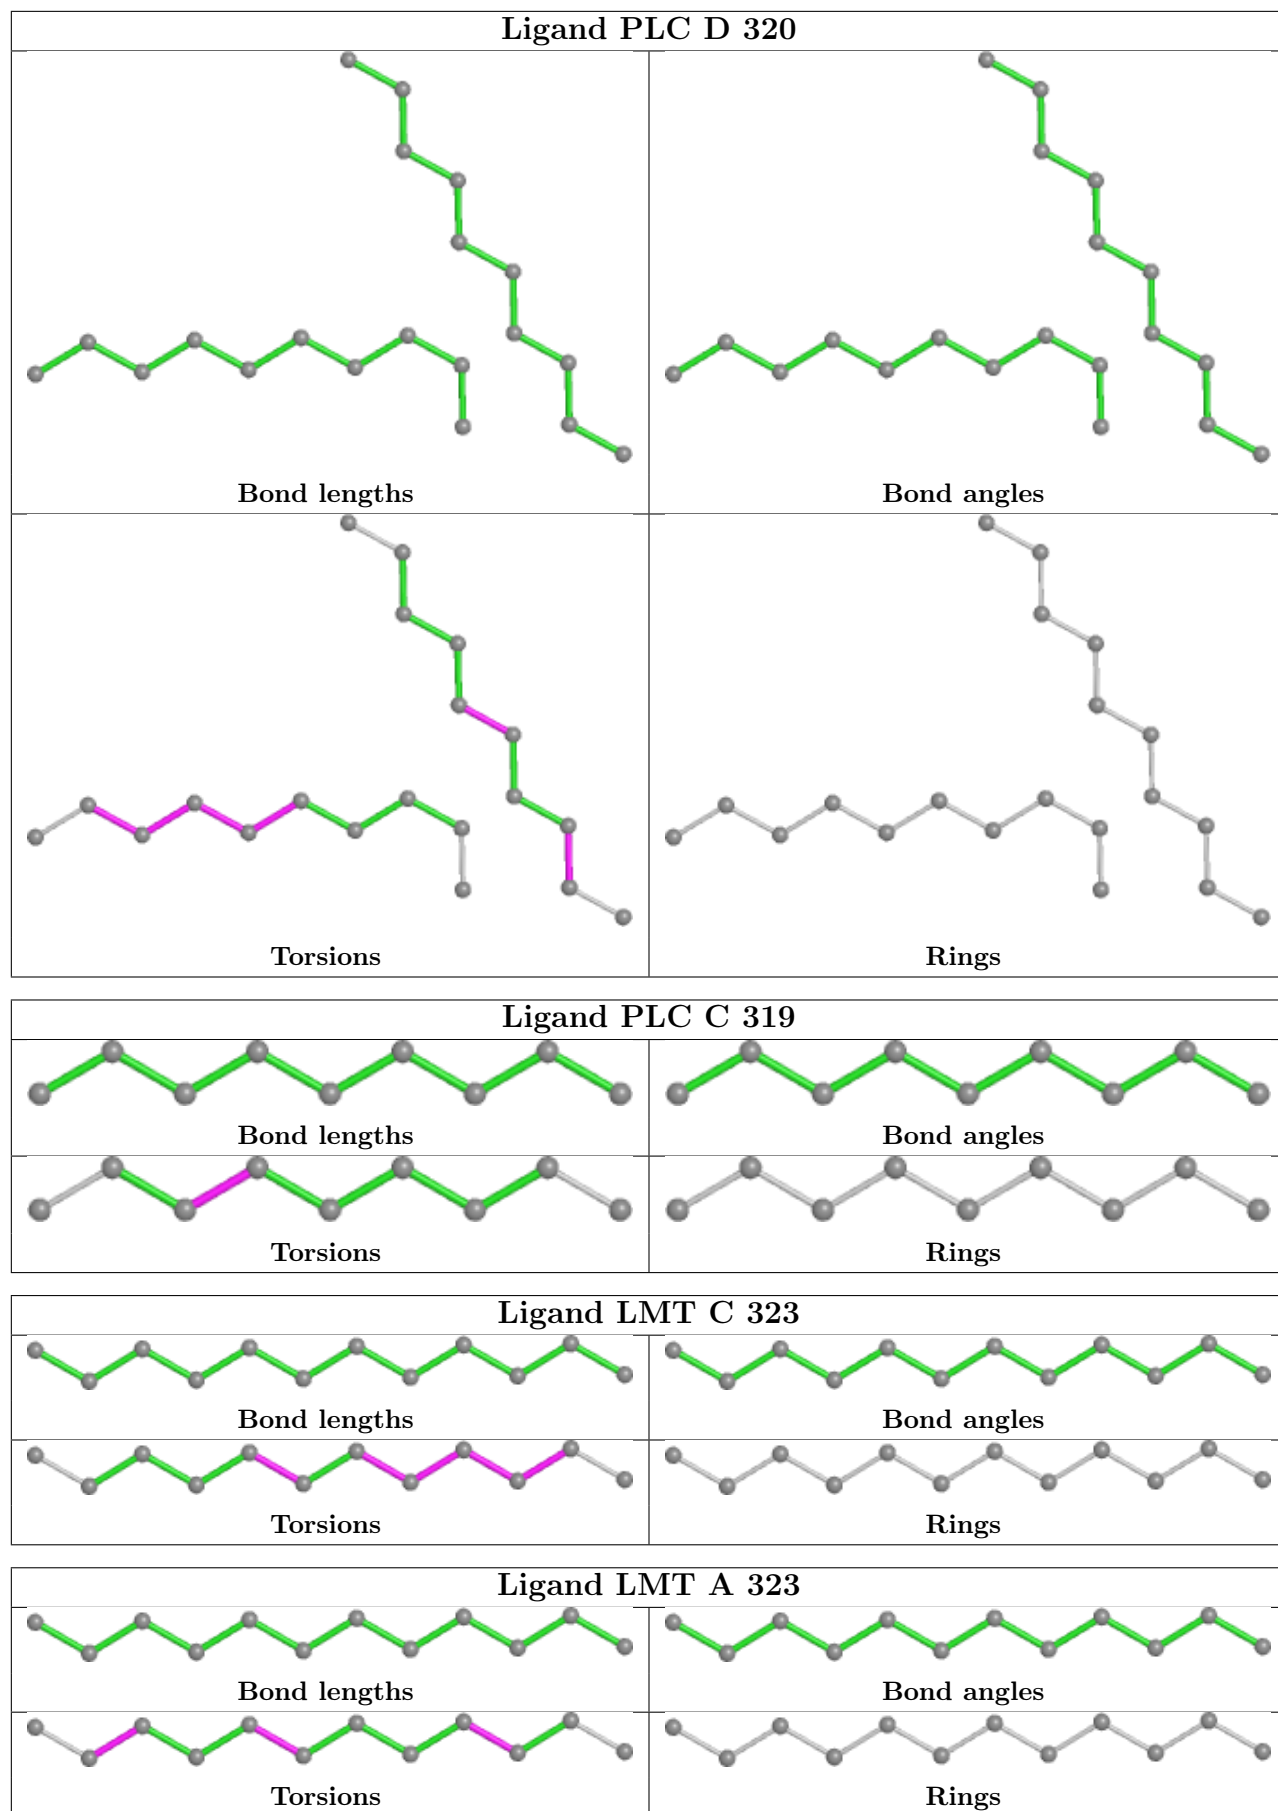 Ligand PLC D 320
Bond lengths
Bond angles
Torsions
Rings
Ligand PLC C 319
Bond lengths
Bond angles
Torsions
Rings
Ligand LMT C 323
Bond lengths
Bond angles
Torsions
Rings
Ligand LMT A 323
Bond lengths
Bond angles
Torsions
Rings